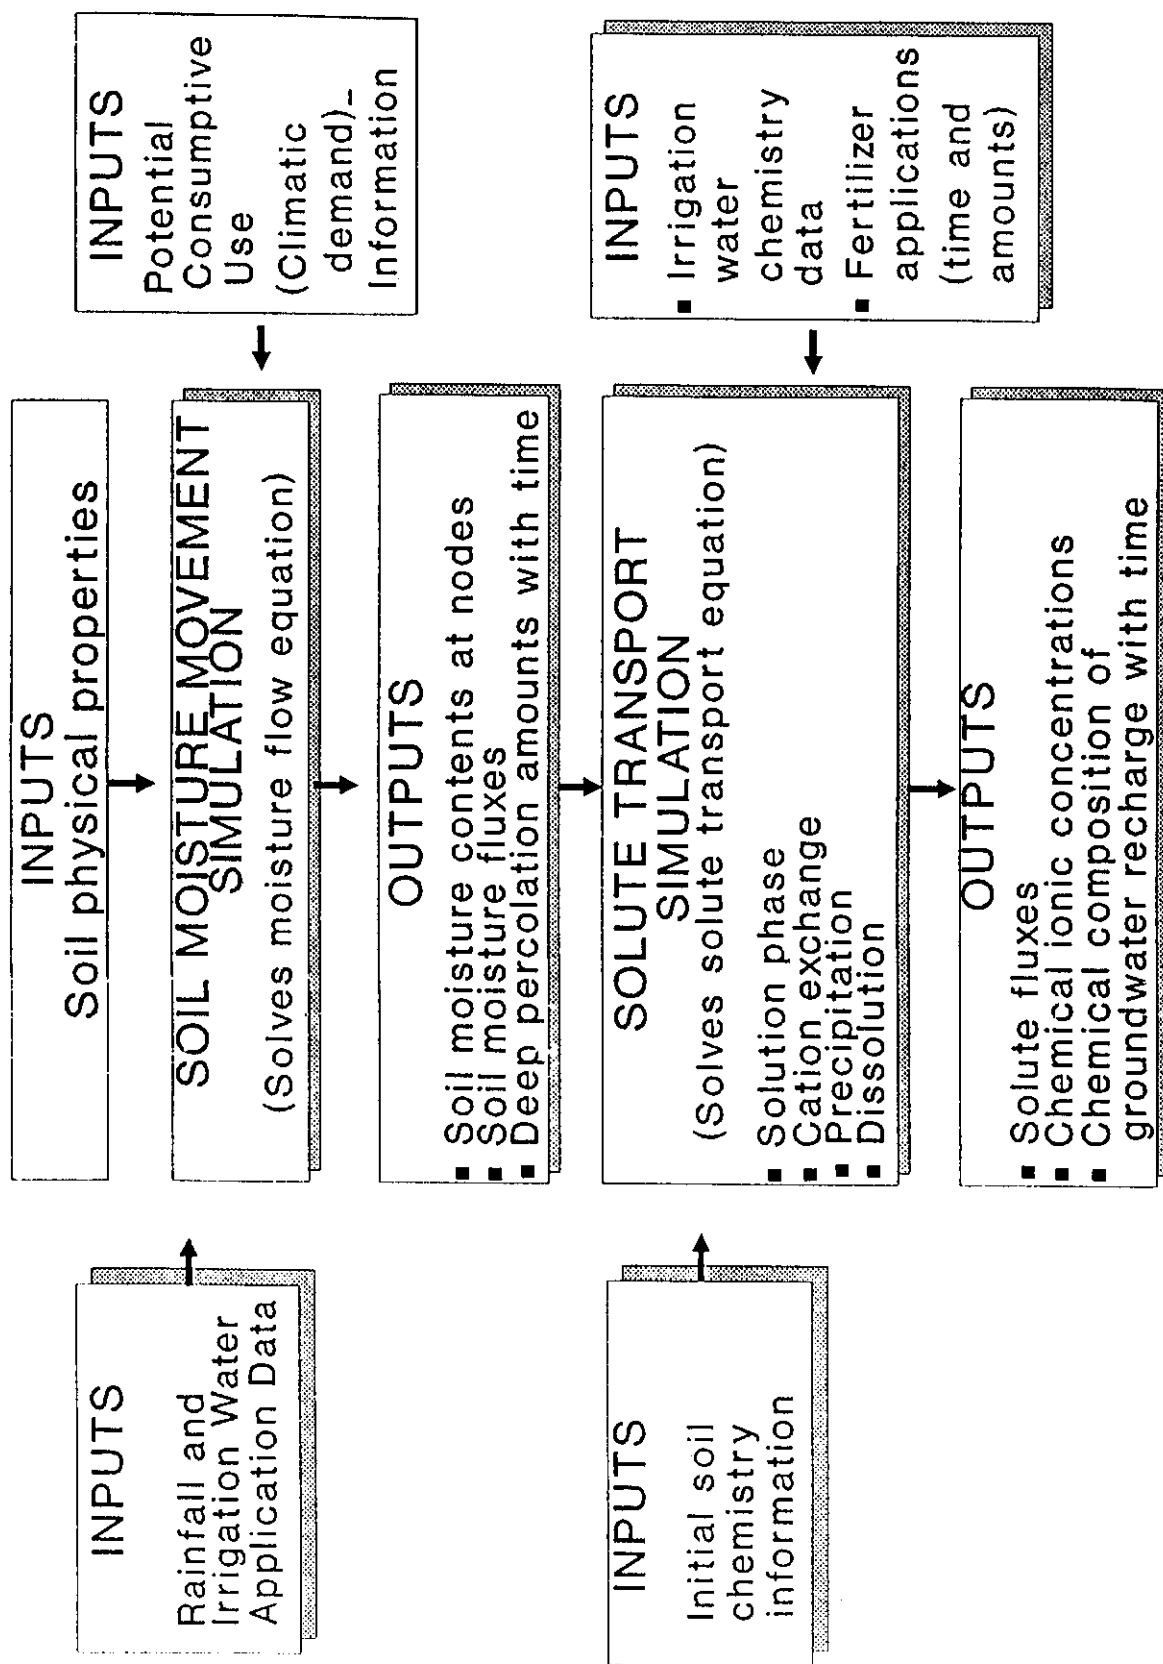 INPUTS
Soil physical properties
INPUTS
Rainfall and
Irrigation Water
Application Data
SOIL MOISTURE MOVEMENT
SIMULATION
(Solves moisture flow equation)
INPUTS
Potential
Consumptive
Use
(Climatic
demand)_
Information
OUTPUTS
■ Soil moisture contents at nodes
■ Soil moisture fluxes
■ Deep percolation amounts with time
INPUTS
Initial soil
chemistry
information
SOLUTE TRANSPORT
SIMULATION
(Solves solute transport equation)
■ Solution phase
■ Cation exchange
■ Precipitation
■ Dissolution
INPUTS
■ Irrigation
water
chemistry
data
■ Fertilizer
applications
(time and
amounts)
OUTPUTS
■ Solute fluxes
■ Chemical ionic concentrations
■ Chemical composition of
groundwater recharge with time